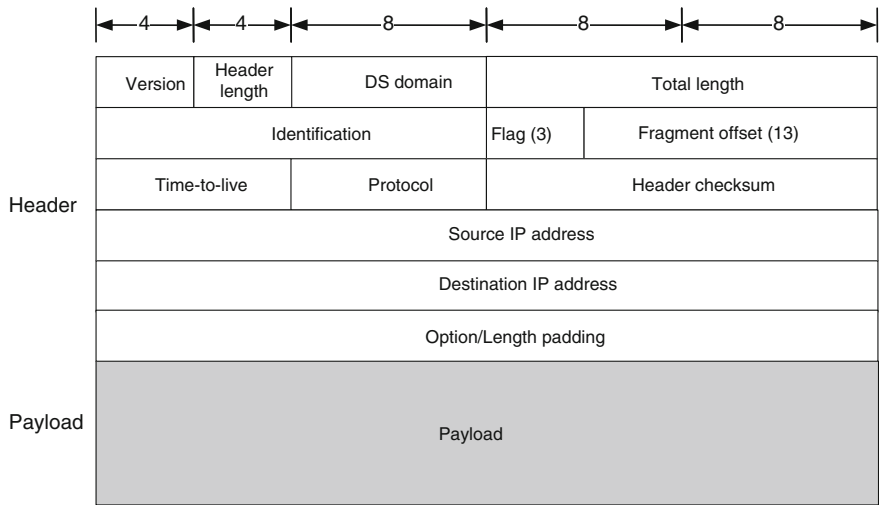 4 4 8 8 8
Version Header length DS domain Total length
Identification Flag (3) Fragment offset (13)
Time-to-live Protocol Header checksum
Header
Source IP address
Destination IP address
Option/Length padding
Payload Payload